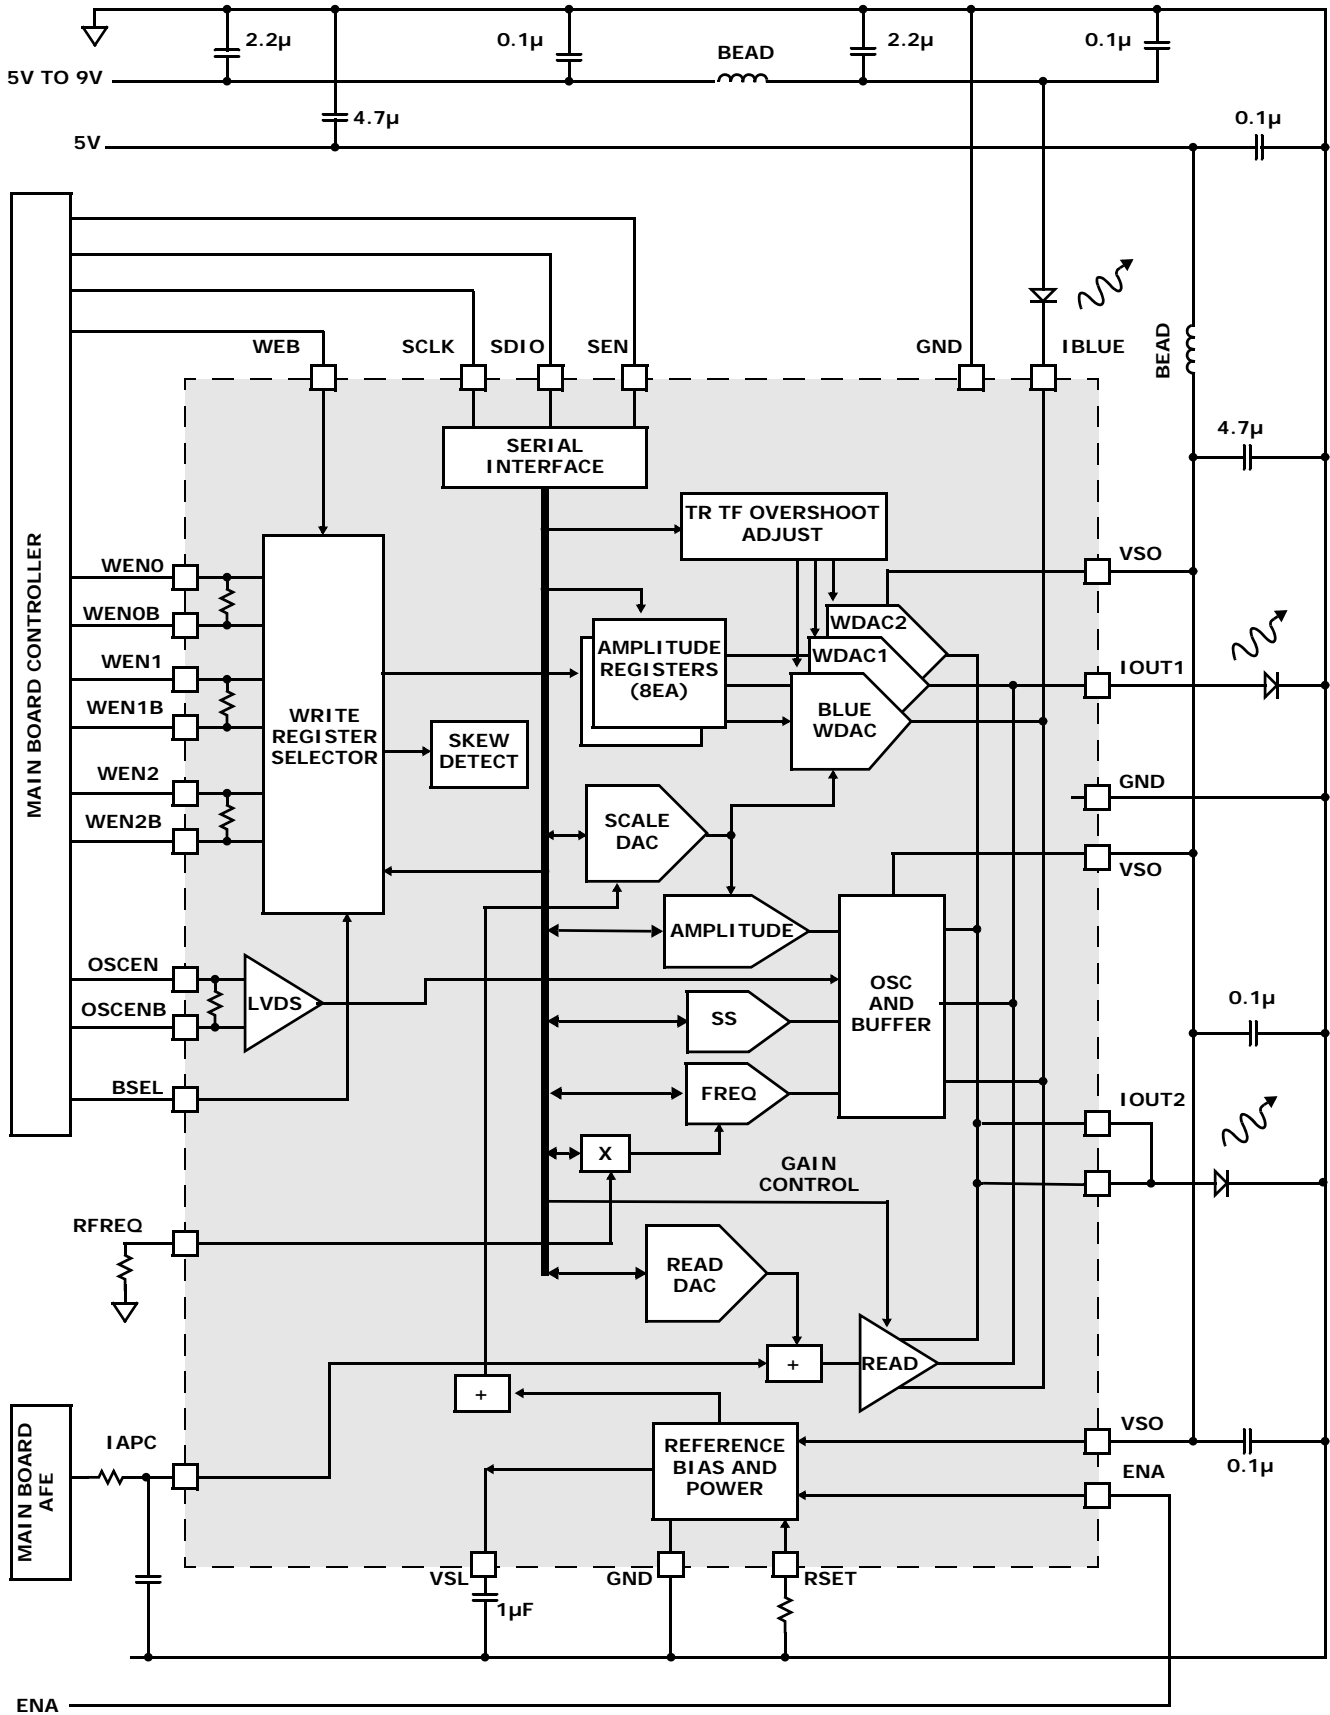 2.2µ
0.1µ
BEAD
2.2µ
0.1µ
5V TO 9V
4.7µ
0.1µ
5V
MAIN BOARD CONTROLLER
WEB
SCLK
SDIO
SEN
GND
IBLUE
BEAD
4.7µ
SERIAL
INTERFACE
TR TF OVERSHOOT
ADJUST
WEN0
WEN0B
WEN1
WEN1B
WEN2
WEN2B
WRITE
REGISTER
SELECTOR
SKEW
DETECT
AMPLITUDE
REGISTERS
(8EA)
WDAC2
WDAC1
BLUE
WDAC
VSO
IOUT1
GND
VSO
SCALE
DAC
AMPLITUDE
OSC
AND
BUFFER
OSCEN
OSCENB
LVDS
SS
FREQ
BSEL
X
0.1µ
IOUT2
GAIN
CONTROL
RFREQ
READ
DAC
+
READ
+
MAIN BOARD
AFE
IAPC
REFERENCE
BIAS AND
POWER
VSO
0.1µ
ENA
VSL
1µF
GND
RSET
ENA